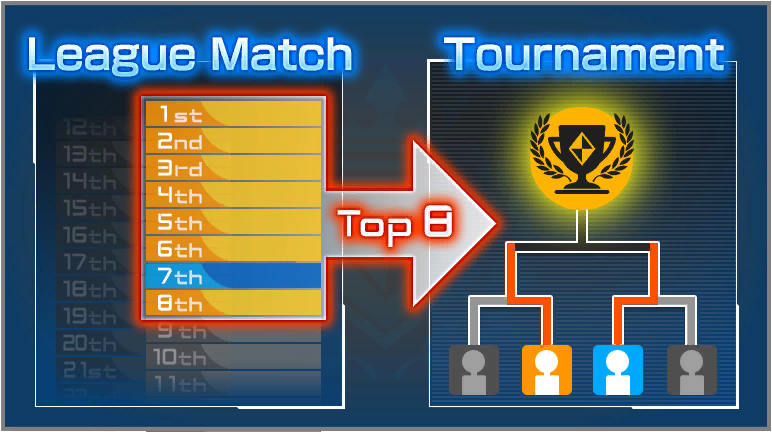 League Match
Tournament
1st
2nd
3rd
4th
5th
6th
7th
8th
9th
10th
11th
12th
13th
14th
15th
16th
17th
18th
19th
20th
21st
Top 8